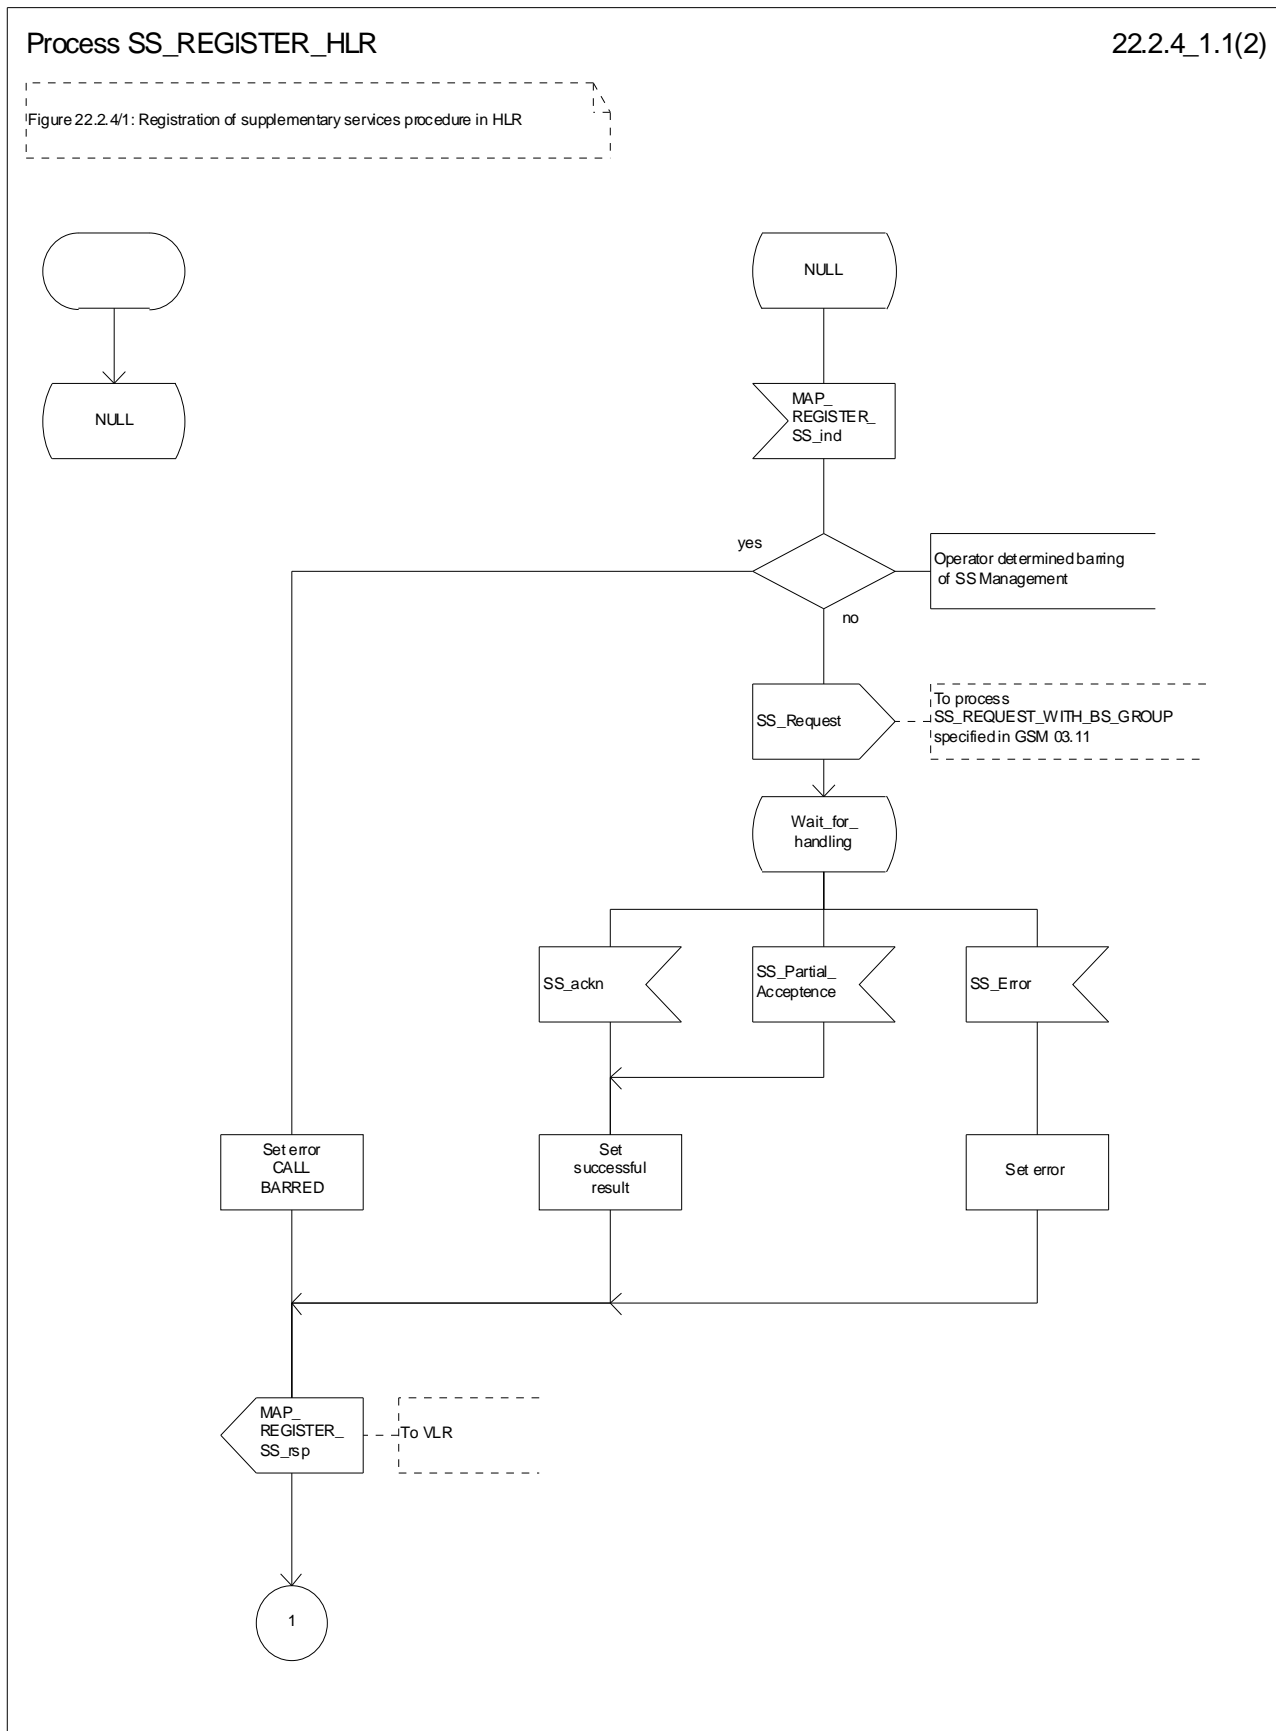 Process SS_REGISTER_HLR
22.2.4_1.1(2)
Figure 22.2.4/1: Registration of supplementary services procedure in HLR
NULL
NULL
MAP_
REGISTER_
SS_ind
yes
Operator determined barring
of SS Management
no
SS_Request
To process
SS_REQUEST_WITH_BS_GROUP
specified in GSM 03.11
Wait_for_
handling
SS_ackn
SS_Partial_
Acceptence
SS_Error
Set error
CALL
BARRED
Set
successful
result
Set error
MAP_
REGISTER_
SS_rsp
To VLR
1